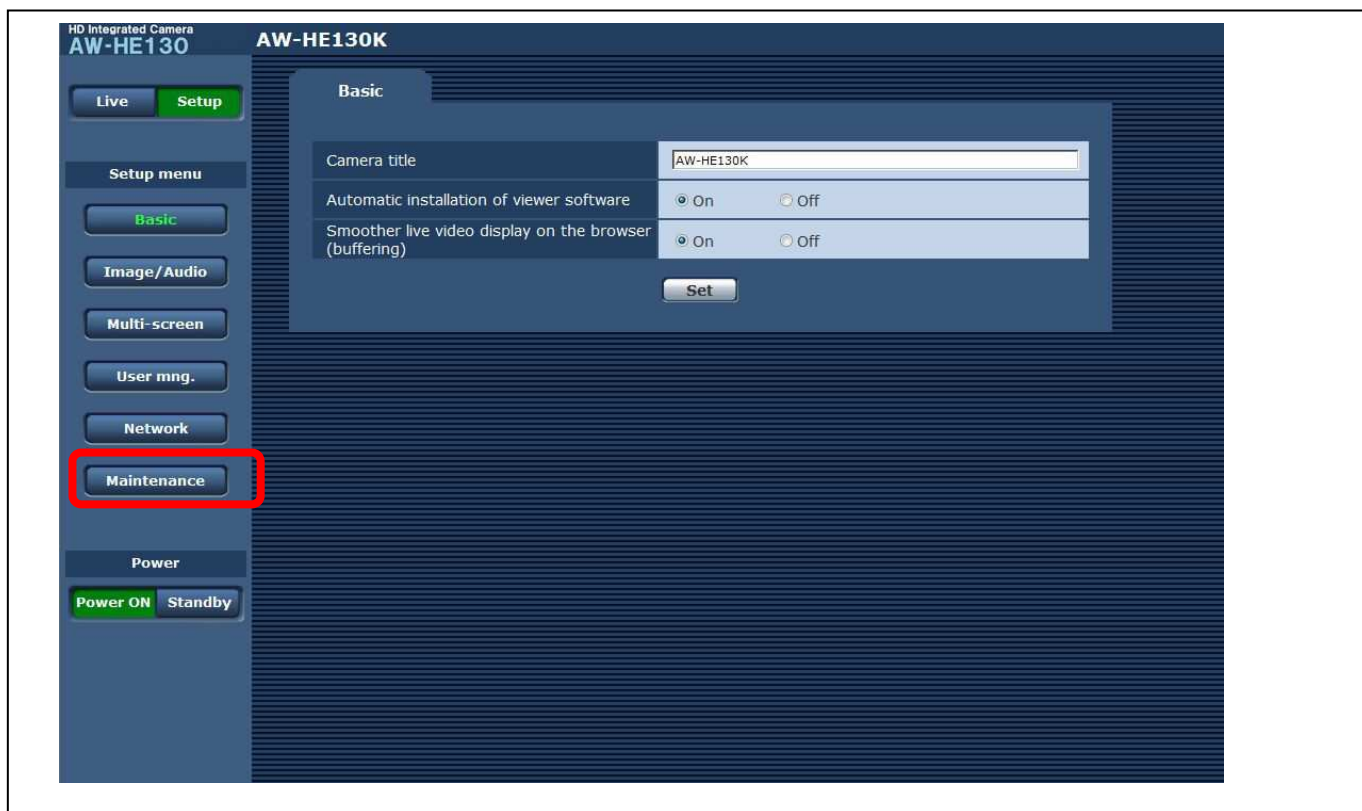 HD Integrated Camera
AW-HE130
AW-HE130K
Live Setup
Basic
Setup menu
Camera title AW-HE130K
Automatic installation of viewer software On Off
Smoother live video display on the browser
(buffering) On Off
Set
Basic
Image/Audio
Multi-screen
User mng.
Network
Maintenance
Power
Power ON Standby